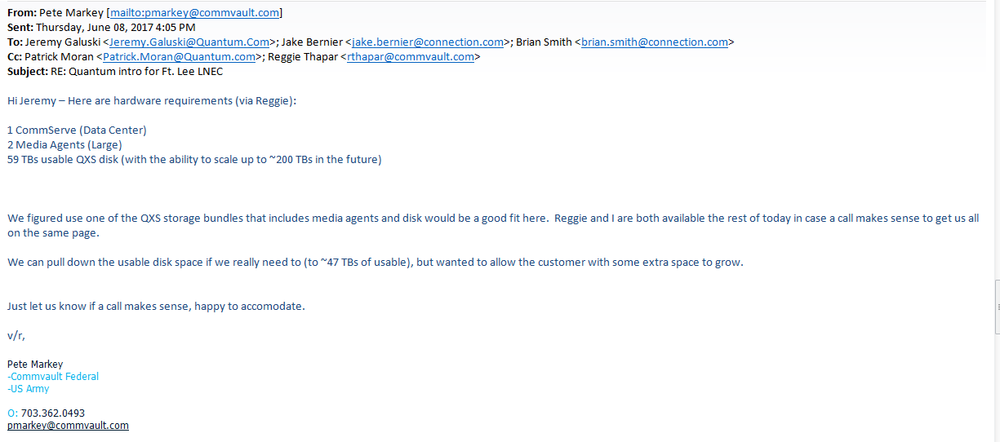 From: Pete Markey [mailto:pmarkey@commvault.com]
Sent: Thursday, June 08, 2017 4:05 PM
To: Jeremy Galuski <Jeremy.Galuski@Quantum.Com>; Jake Bernier <jake.bernier@connection.com>; Brian Smith <brian.smith@connection.com>
Cc: Patrick Moran <Patrick.Moran@Quantum.com>; Reggie Thapar <rthapar@commvault.com>
Subject: RE: Quantum intro for Ft. Lee LNEC
Hi Jeremy – Here are hardware requirements (via Reggie):
1 CommServe (Data Center)
2 Media Agents (Large)
59 TBs usable QXS disk (with the ability to scale up to ~200 TBs in the future)
We figured use one of the QXS storage bundles that includes media agents and disk would be a good fit here.  Reggie and I are both available the rest of today in case a call makes sense to get us all
on the same page.
We can pull down the usable disk space if we really need to (to ~47 TBs of usable), but wanted to allow the customer with some extra space to grow.
Just let us know if a call makes sense, happy to accomodate.
v/r,
Pete Markey
-Commvault Federal
-US Army
O: 703.362.0493
pmarkey@commvault.com